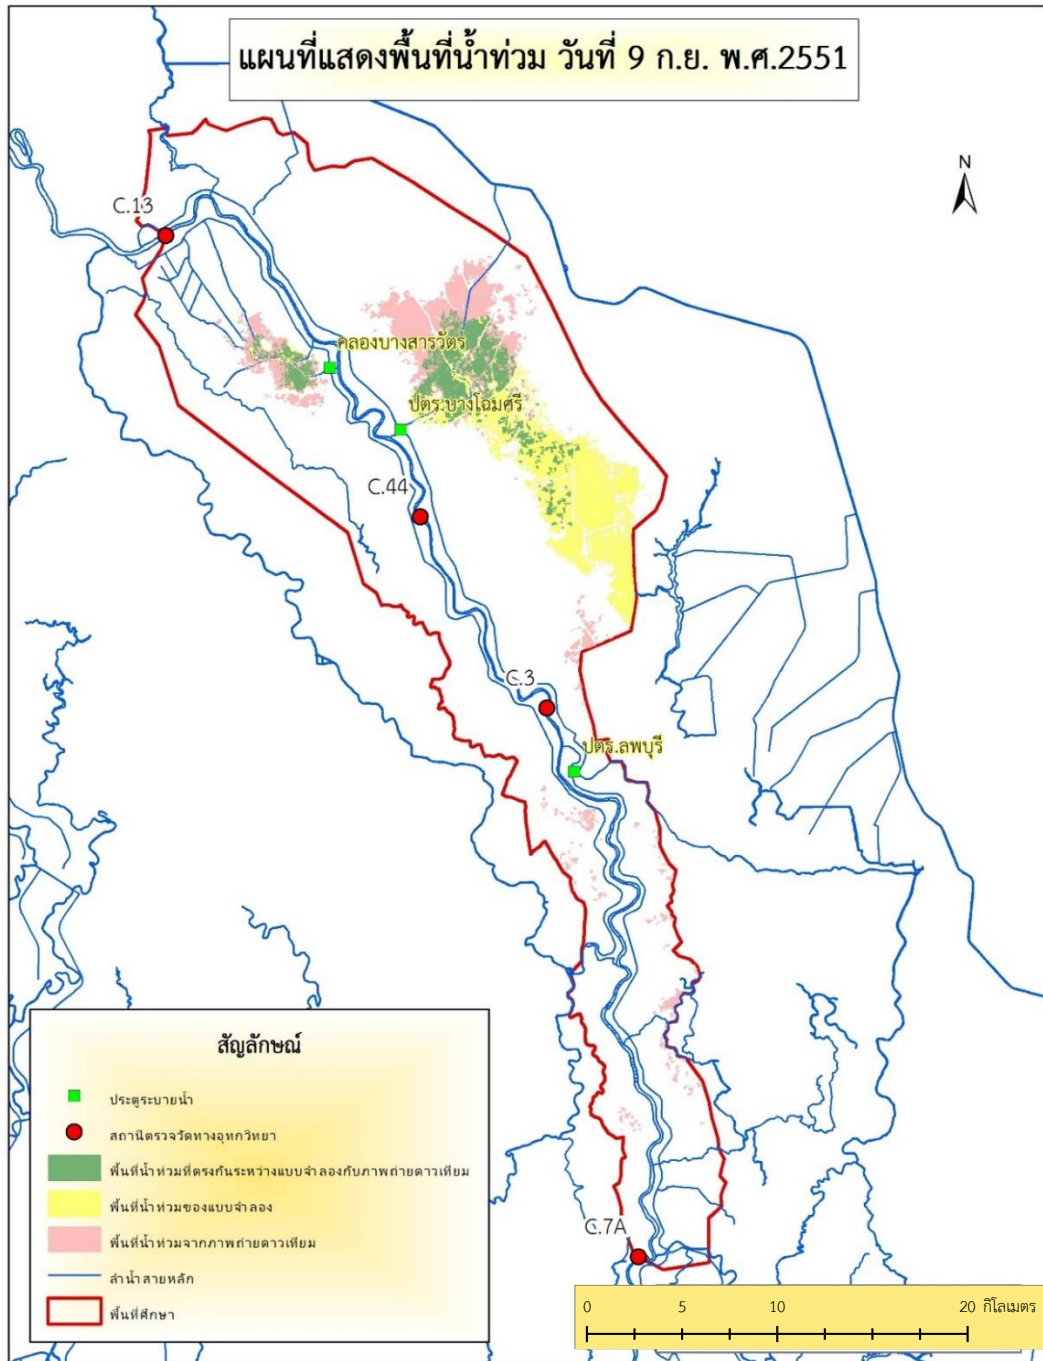 แผนที่แสดงพื้นที่น้ำท่วม วันที่ 9 ก.ย. พ.ศ.2551
N
C.13
คลองบางสารวัตร
ปตร.บางโฉมศรี
C.44
C.3
ปตร.ลพบุรี
C.7A
สัญลักษณ์
ประตูระบายน้ำ
สถานีตรวจวัดทางอุทกวิทยา
พื้นที่น้ำท่วมที่ตรงกันระหว่างแบบจำลองกับภาพถ่ายดาวเทียม
พื้นที่น้ำท่วมของแบบจำลอง
พื้นที่น้ำท่วมจากภาพถ่ายดาวเทียม
ลำน้ำสายหลัก
พื้นที่ศึกษา
0 5 10 20 กิโลเมตร